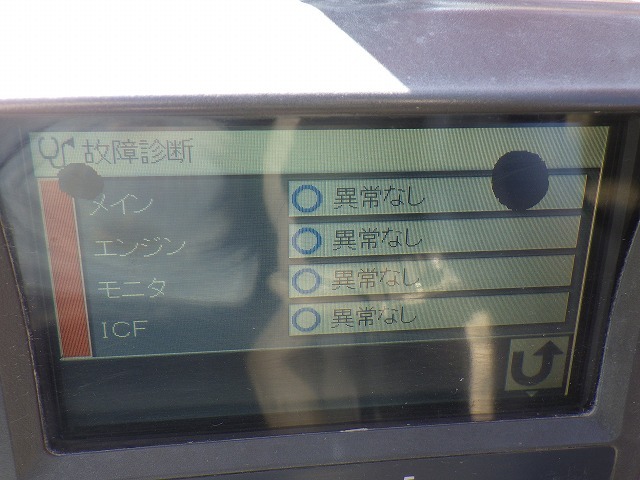 故障診断
メイン 異常なし
エンジン 異常なし
モニタ 異常なし
ICF 異常なし